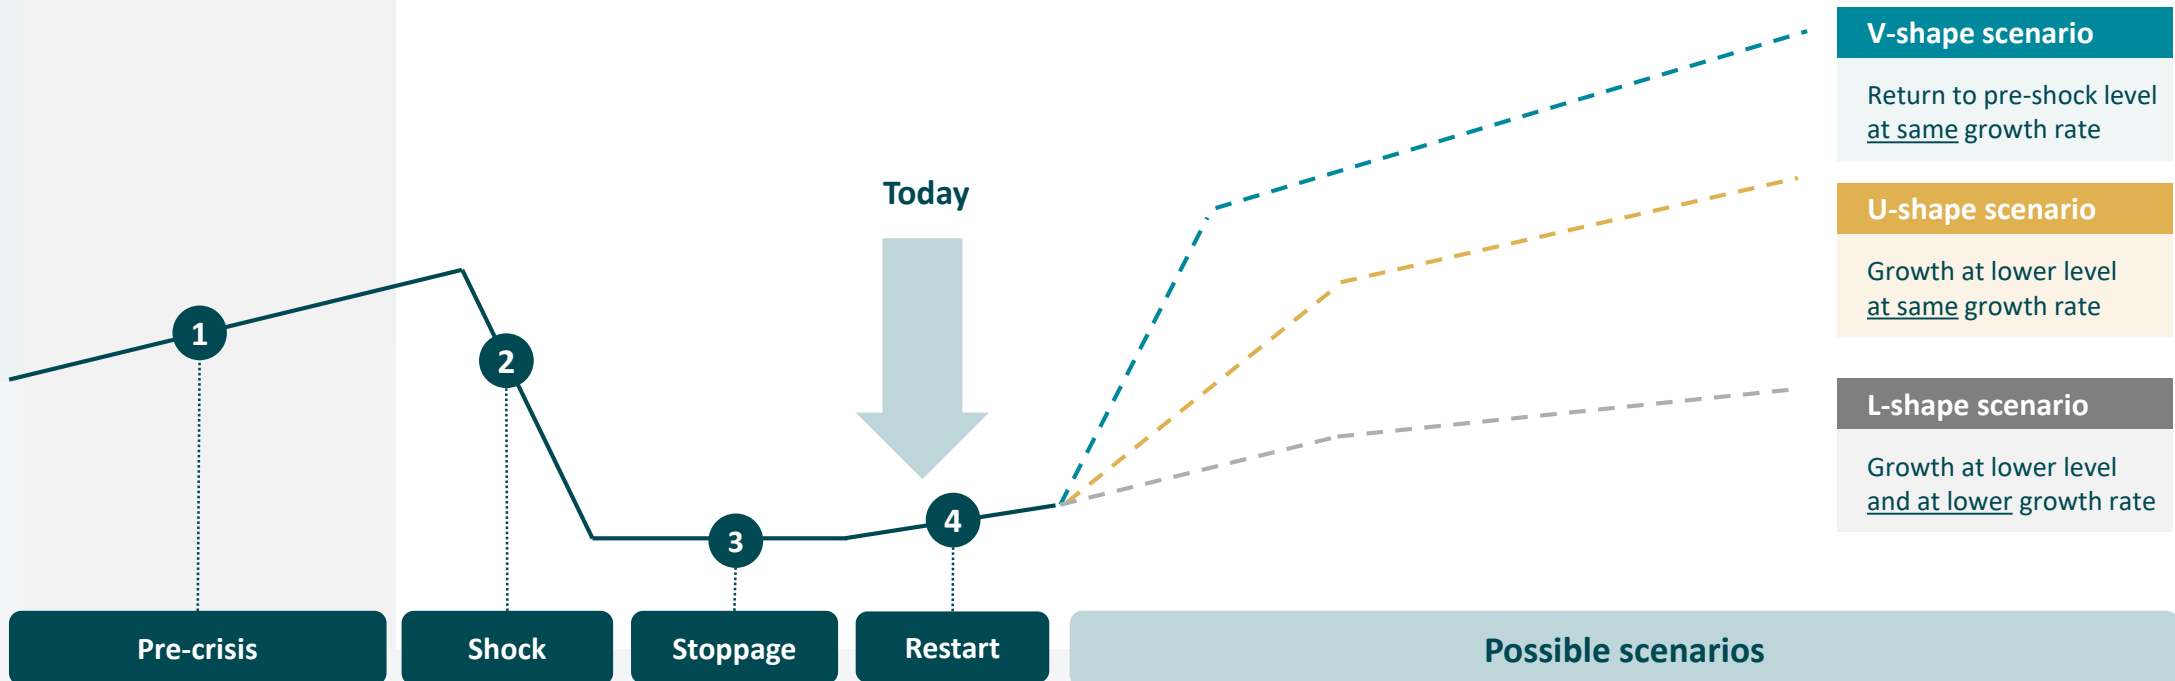 V-shape scenario
Return to pre-shock level
at same growth rate
Today
U-shape scenario
Growth at lower level
at same growth rate
1
2
L-shape scenario
Growth at lower level
and at lower growth rate
3
4
Pre-crisis
Shock
Stoppage
Restart
Possible scenarios